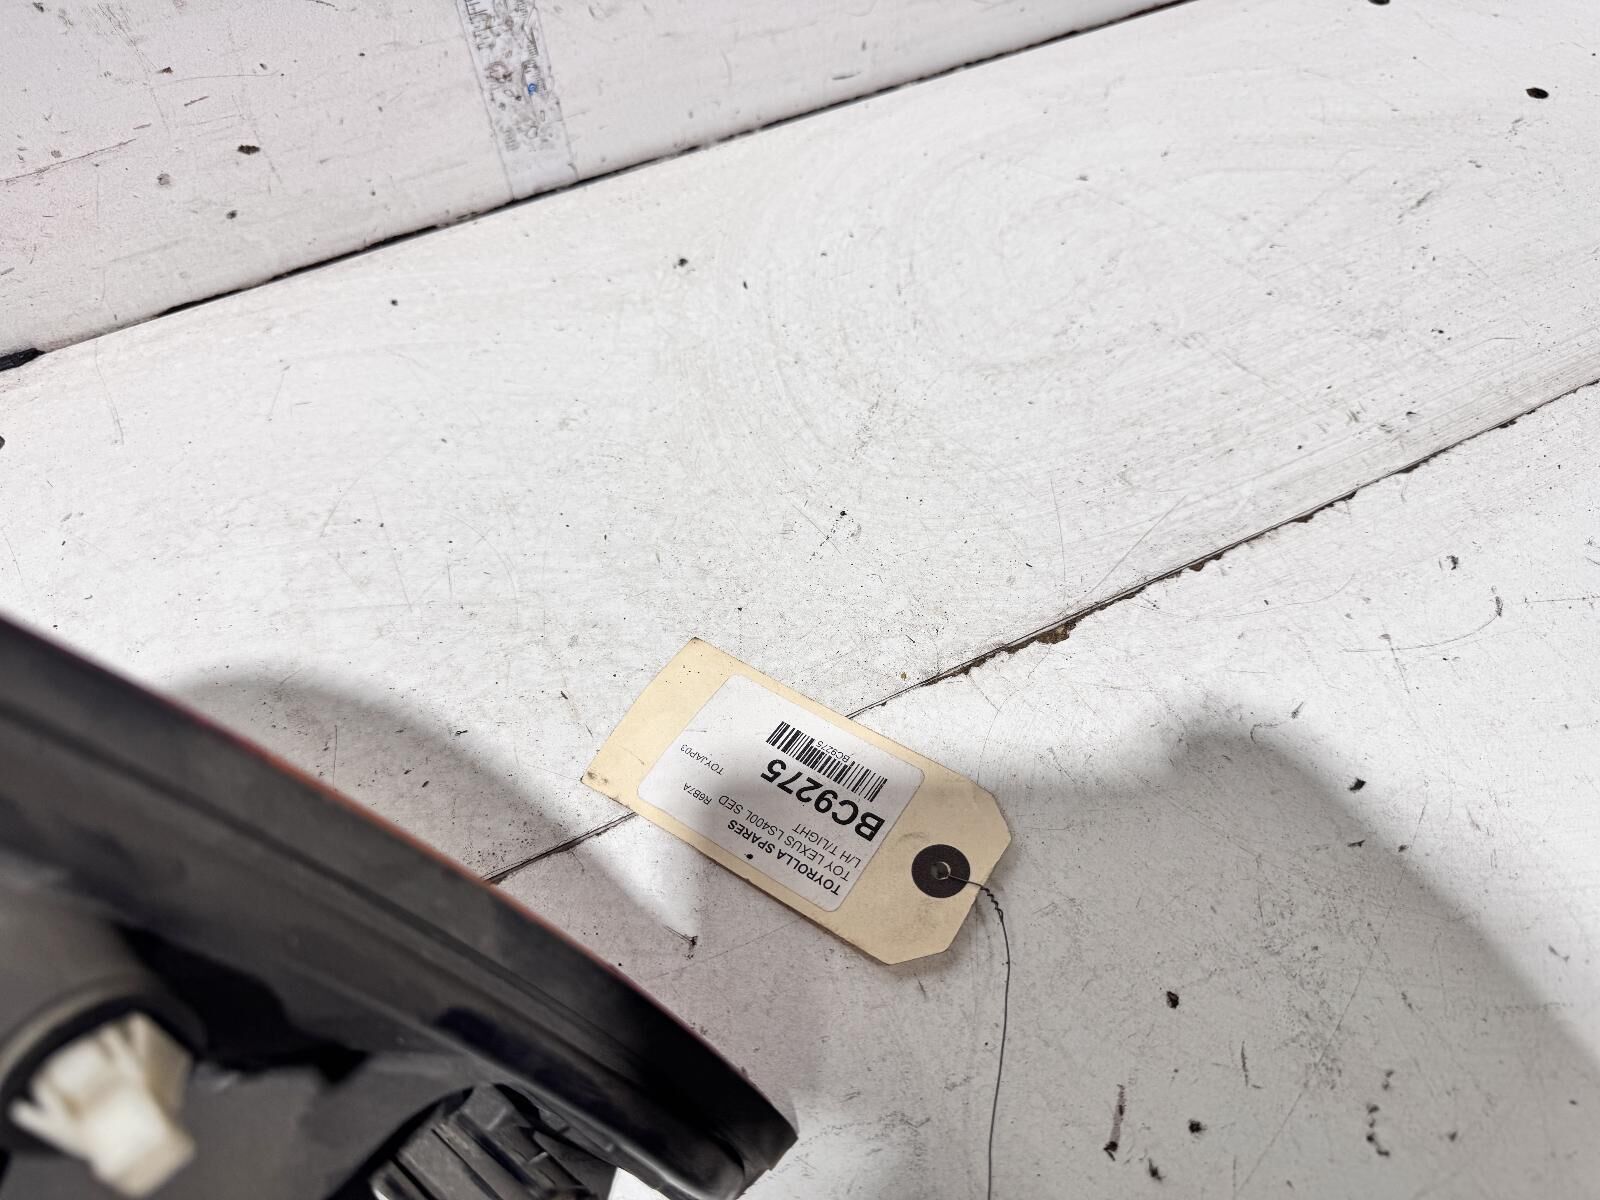 TOYROLLA SPARES
TOY LEXUS LS400L SED R6B7A
L/H T/LIGHT
BC9275
BC9275
TOYJAP03